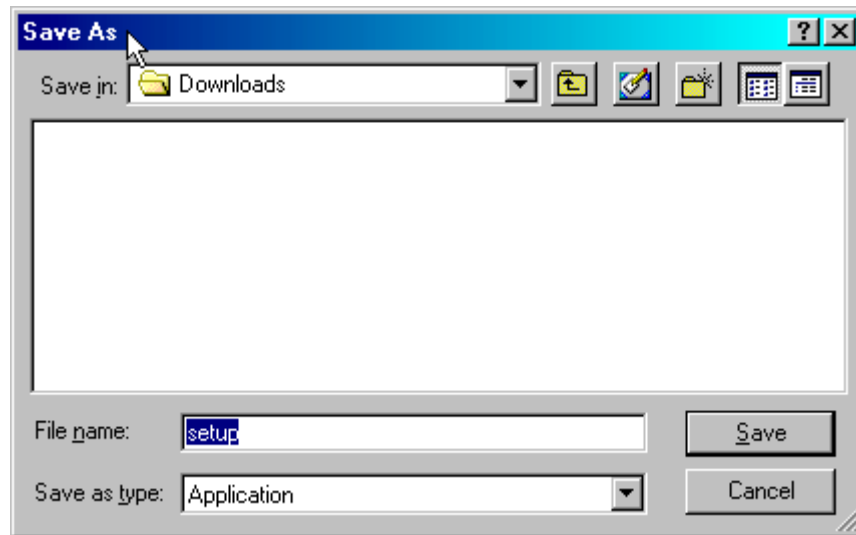 Save As
Save in: Downloads
File name: setup
Save
Save as type: Application
Cancel